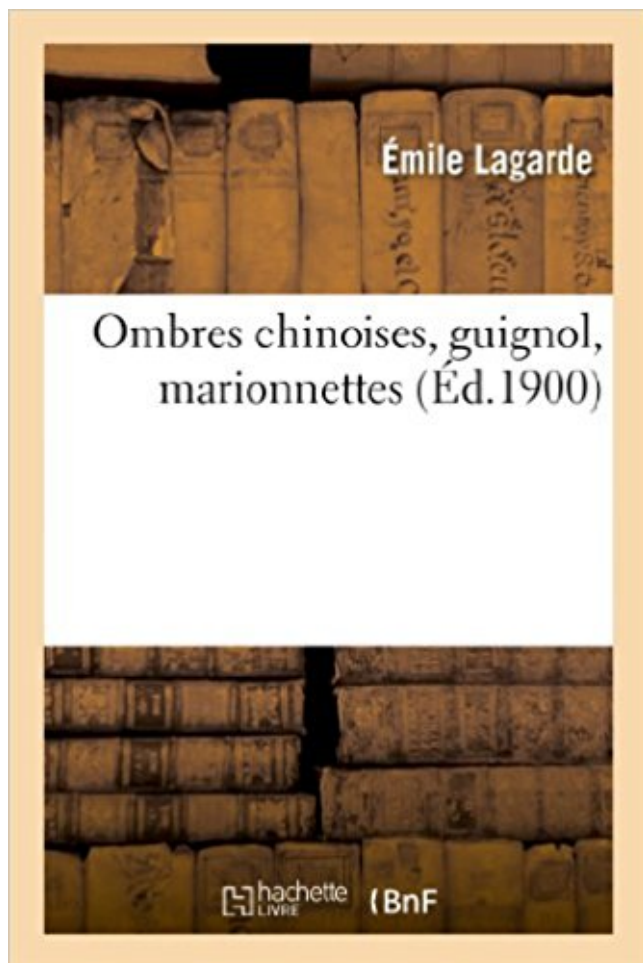 Émile Lagarde
Ombres chinoises, guignol,
marionnettes (Éd.1900)
hachette
LIVRE
BnF